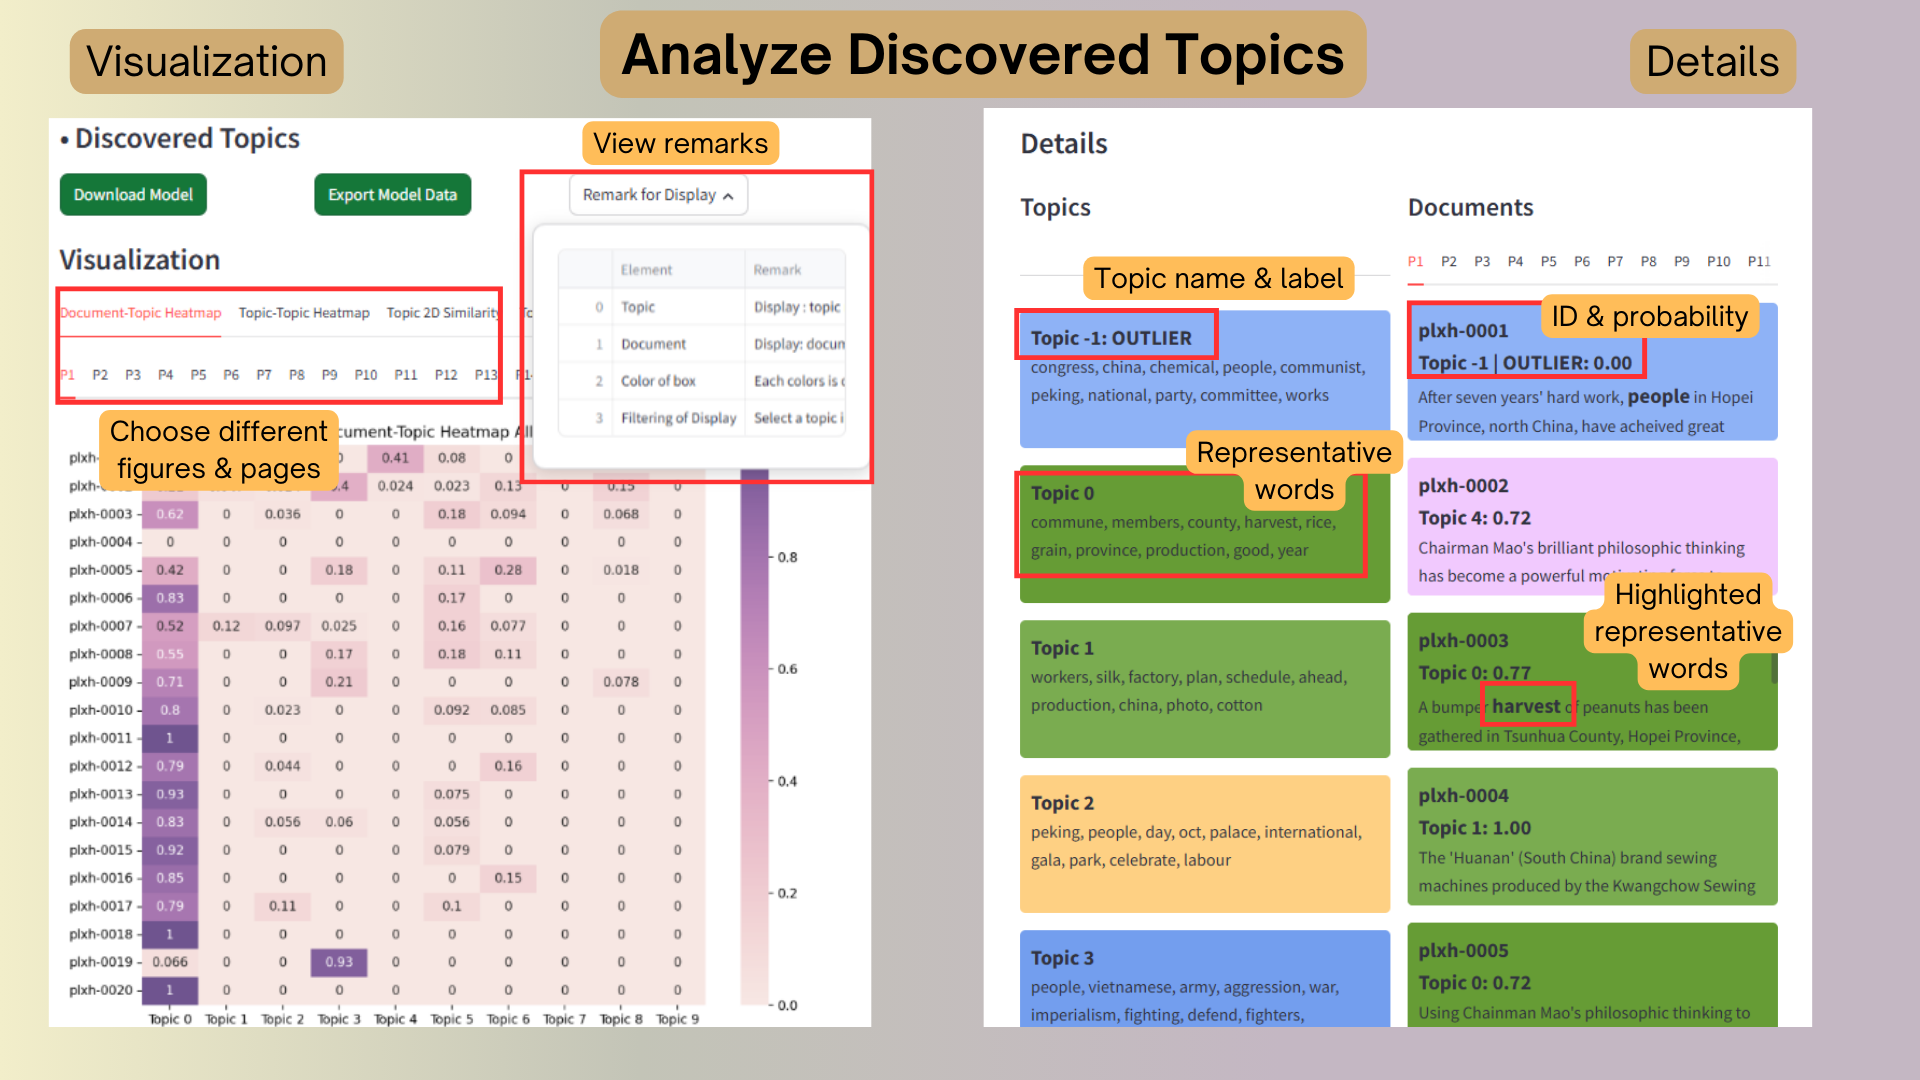 Visualization
Analyze Discovered Topics
Details
• Discovered Topics
View remarks
Download Model
Export Model Data
Remark for Display
Element Remark
0 Topic Display : topic
1 Document Display: docum
2 Color of box Each colors is
3 Filtering of Display Select a topic i
Visualization
Document-Topic Heatmap Topic-Topic Heatmap Topic 2D Similarity
P1 P2 P3 P4 P5 P6 P7 P8 P9 P10 P11 P12 P13
Choose different
figures & pages
cument-Topic Heatmap All
plxh- 0 0.41 0.08 0
plxh- 0.024 0.023 0.13 0 0.15 0
plxh-0003 0.62 0 0.036 0 0 0.18 0.094 0 0.068 0
plxh-0004 0 0 0 0 0 0 0 0 0 0
plxh-0005 0.42 0 0 0.18 0 0.11 0.28 0 0.018 0
plxh-0006 0.83 0 0 0 0 0.17 0 0 0 0
plxh-0007 0.52 0.12 0.097 0.025 0 0.16 0.077 0 0 0
plxh-0008 0.55 0 0 0.17 0 0.18 0.11 0 0 0
plxh-0009 0.71 0 0 0.21 0 0 0 0 0.078 0
plxh-0010 0.8 0 0.023 0 0 0.092 0.085 0 0 0
plxh-0011 1 0 0 0 0 0 0 0 0 0
plxh-0012 0.79 0 0.044 0 0 0 0.16 0 0 0
plxh-0013 0.93 0 0 0 0 0.075 0 0 0 0
plxh-0014 0.83 0 0.056 0.06 0 0.056 0 0 0 0
plxh-0015 0.92 0 0 0 0 0.079 0 0 0 0
plxh-0016 0.85 0 0 0 0 0 0.15 0 0 0
plxh-0017 0.79 0 0.11 0 0 0.1 0 0 0 0
plxh-0018 1 0 0 0 0 0 0 0 0 0
plxh-0019 0.066 0 0 0.93 0 0 0 0 0 0
plxh-0020 1 0 0 0 0 0 0 0 0 0
Topic 0 Topic 1 Topic 2 Topic 3 Topic 4 Topic 5 Topic 6 Topic 7 Topic 8 Topic 9
0.8
0.6
0.4
0.2
0.0
Details
Topics
Topic name & label
Topic -1: OUTLIER
congress, china, chemical, people, communist,
peking, national, party, committee, works
Representative
words
Topic 0
commune, members, county, harvest, rice,
grain, province, production, good, year
Topic 1
workers, silk, factory, plan, schedule, ahead,
production, china, photo, cotton
Topic 2
peking, people, day, oct, palace, international,
gala, park, celebrate, labour
Topic 3
people, vietnamese, army, aggression, war,
imperialism, fighting, defend, fighters,
Documents
P1 P2 P3 P4 P5 P6 P7 P8 P9 P10 P11
ID & probability
plxh-0001
Topic -1 | OUTLIER: 0.00
After seven years' hard work, people in Hopei
Province, north China, have acheived great
plxh-0002
Topic 4: 0.72
Chairman Mao's brilliant philosophic thinking
has become a powerful
Highlighted
representative
words
plxh-0003
Topic 0: 0.77
A bumper harvest of peanuts has been
gathered in Tsunhua County, Hopei Province,
plxh-0004
Topic 1: 1.00
The 'Huanan' (South China) brand sewing
machines produced by the Kwangchow Sewing
plxh-0005
Topic 0: 0.72
Using Chainman Mao's philosophic thinking to